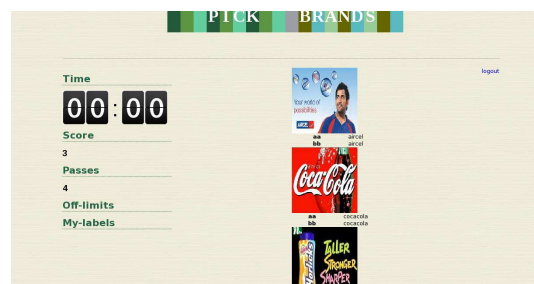 PICK BRANDS
logout
Time
00:00
Score
3
Passes
4
Off-limits
My-labels
Your world of
possibilities.
aa aircel
bb aircel
Coca-Cola
aa cocacola
bb cocacola
Horlicks
TALLER
STRONGER
SHARPER